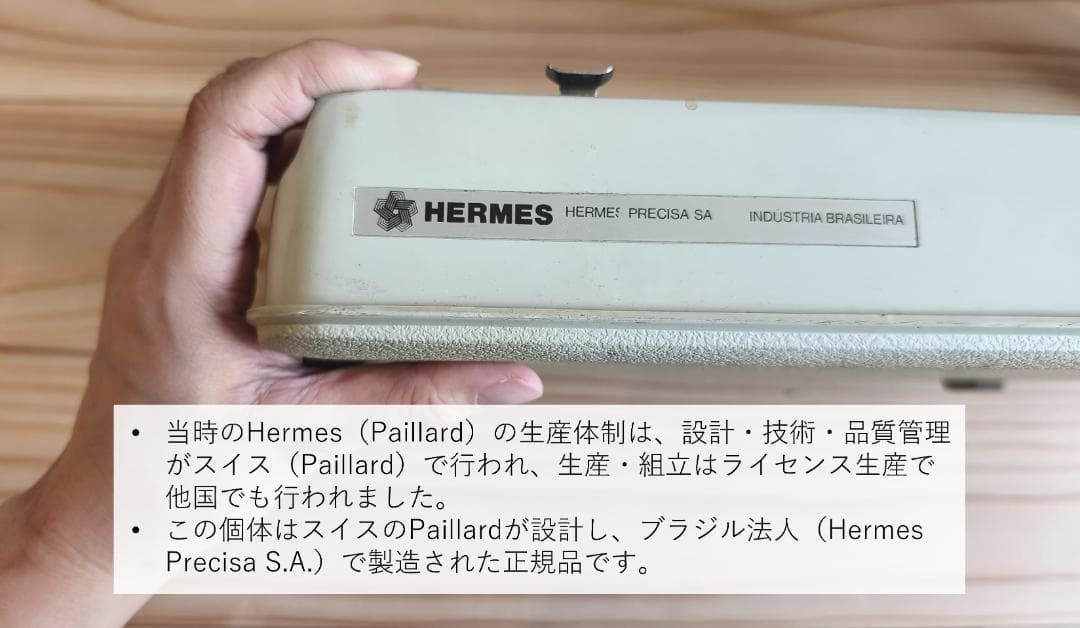 HERMES HERMES PRECISA SA INDÚSTRIA BRASILEIRA
• 当時のHermes（Paillard）の生産体制は、設計・技術・品質管理
がスイス（Paillard）で行われ、生産・組立はライセンス生産で
他国でも行われました。
• この個体はスイスのPaillardが設計し、ブラジル法人（Hermes
Precisa S.A.）で製造された正規品です。